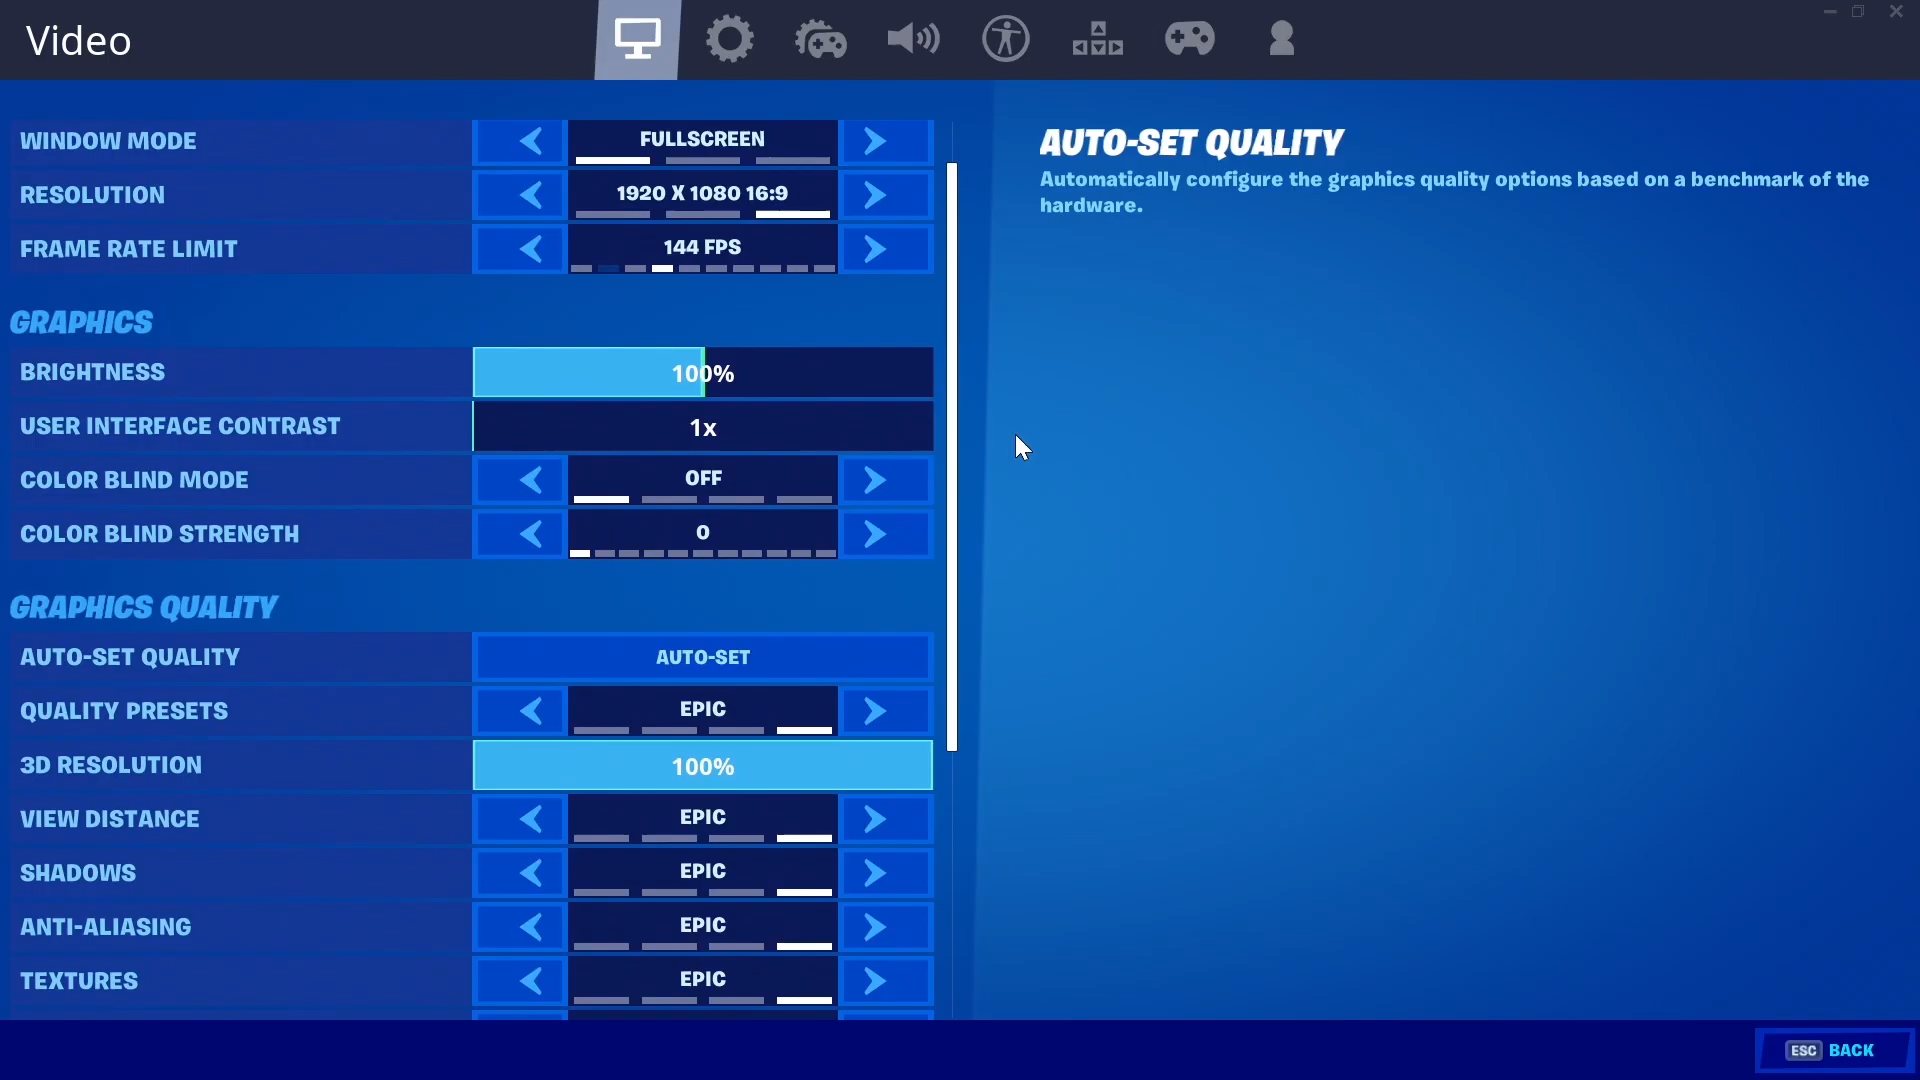 Video
WINDOW MODE
FULLSCREEN
RESOLUTION
1920 X 1080 16:9
FRAME RATE LIMIT
144 FPS
GRAPHICS
BRIGHTNESS
100%
USER INTERFACE CONTRAST
1x
COLOR BLIND MODE
OFF
COLOR BLIND STRENGTH
0
GRAPHICS QUALITY
AUTO-SET QUALITY
AUTO-SET
QUALITY PRESETS
EPIC
3D RESOLUTION
100%
VIEW DISTANCE
EPIC
SHADOWS
EPIC
ANTI-ALIASING
EPIC
TEXTURES
EPIC
AUTO-SET QUALITY
Automatically configure the graphics quality options based on a benchmark of the
hardware.
ESC BACK